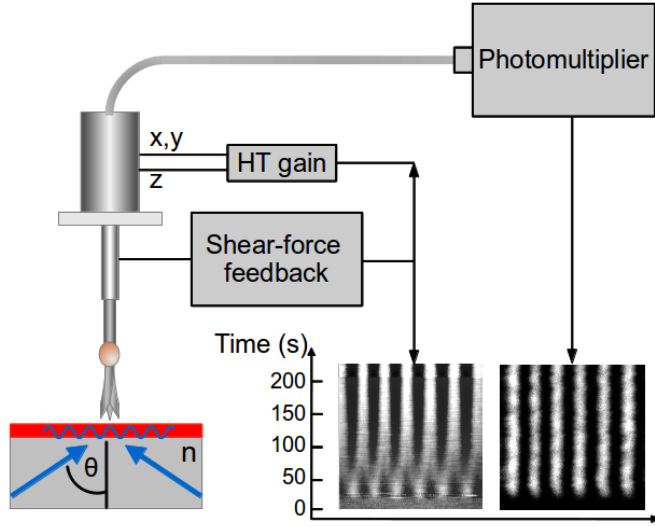 Photomultiplier
x,y
z
HT gain
Shear-force
feedback
Time (s)
200
150
100
50
0
θ
n